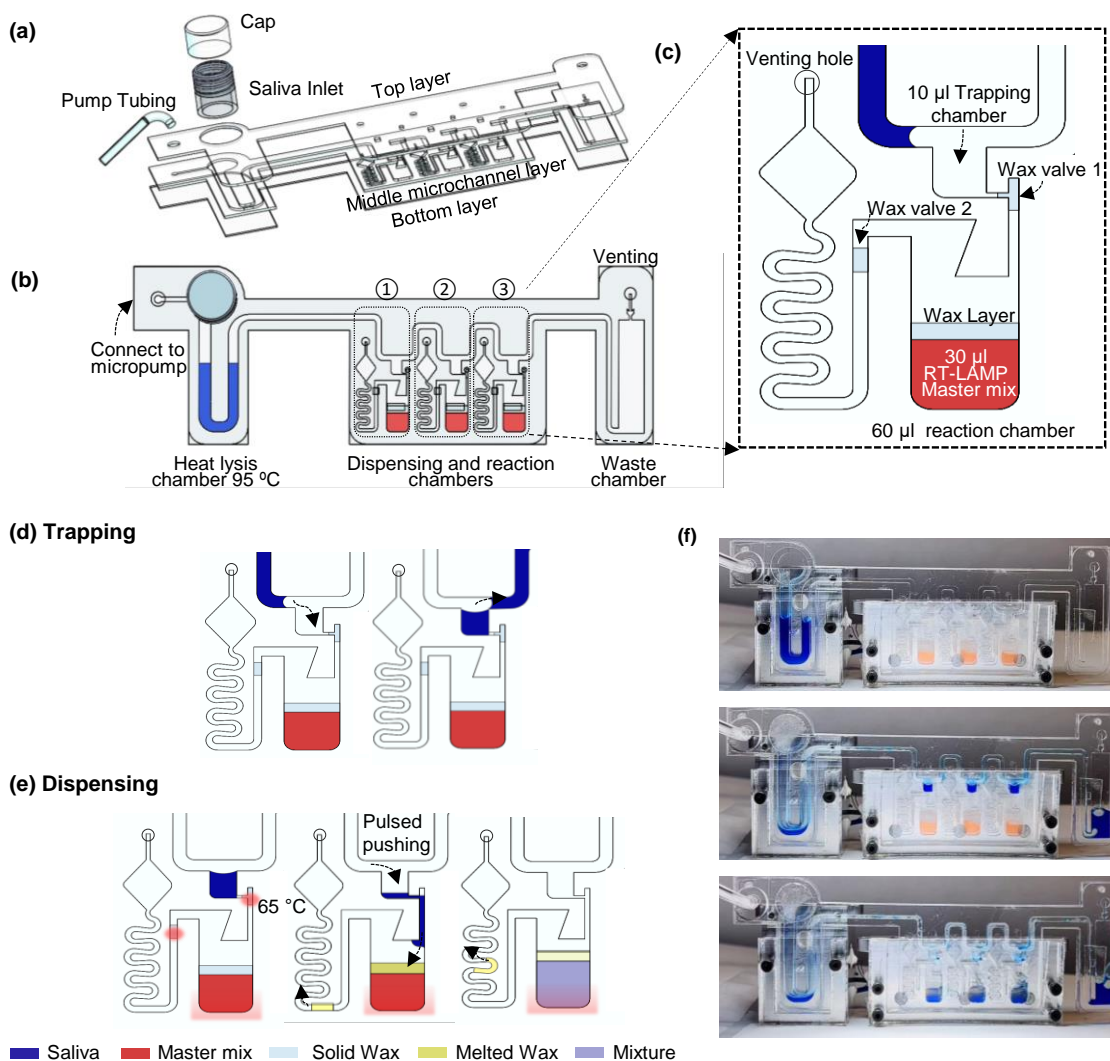 (a)
Cap
Saliva Inlet
Pump Tubing
Top layer
Middle microchannel layer
Bottom layer
(b)
Connect to
micropump
1
2
3
Venting
Heat lysis
chamber 95 ºC
Dispensing and reaction
chambers
Waste
chamber
(c)
Venting hole
10 µl Trapping
chamber
Wax valve 1
Wax valve 2
Wax Layer
30 µl
RT-LAMP
Master mix
60 µl reaction chamber
(d) Trapping
(e) Dispensing
65 °C
Pulsed
pushing
(f)
Saliva
Master mix
Solid Wax
Melted Wax
Mixture